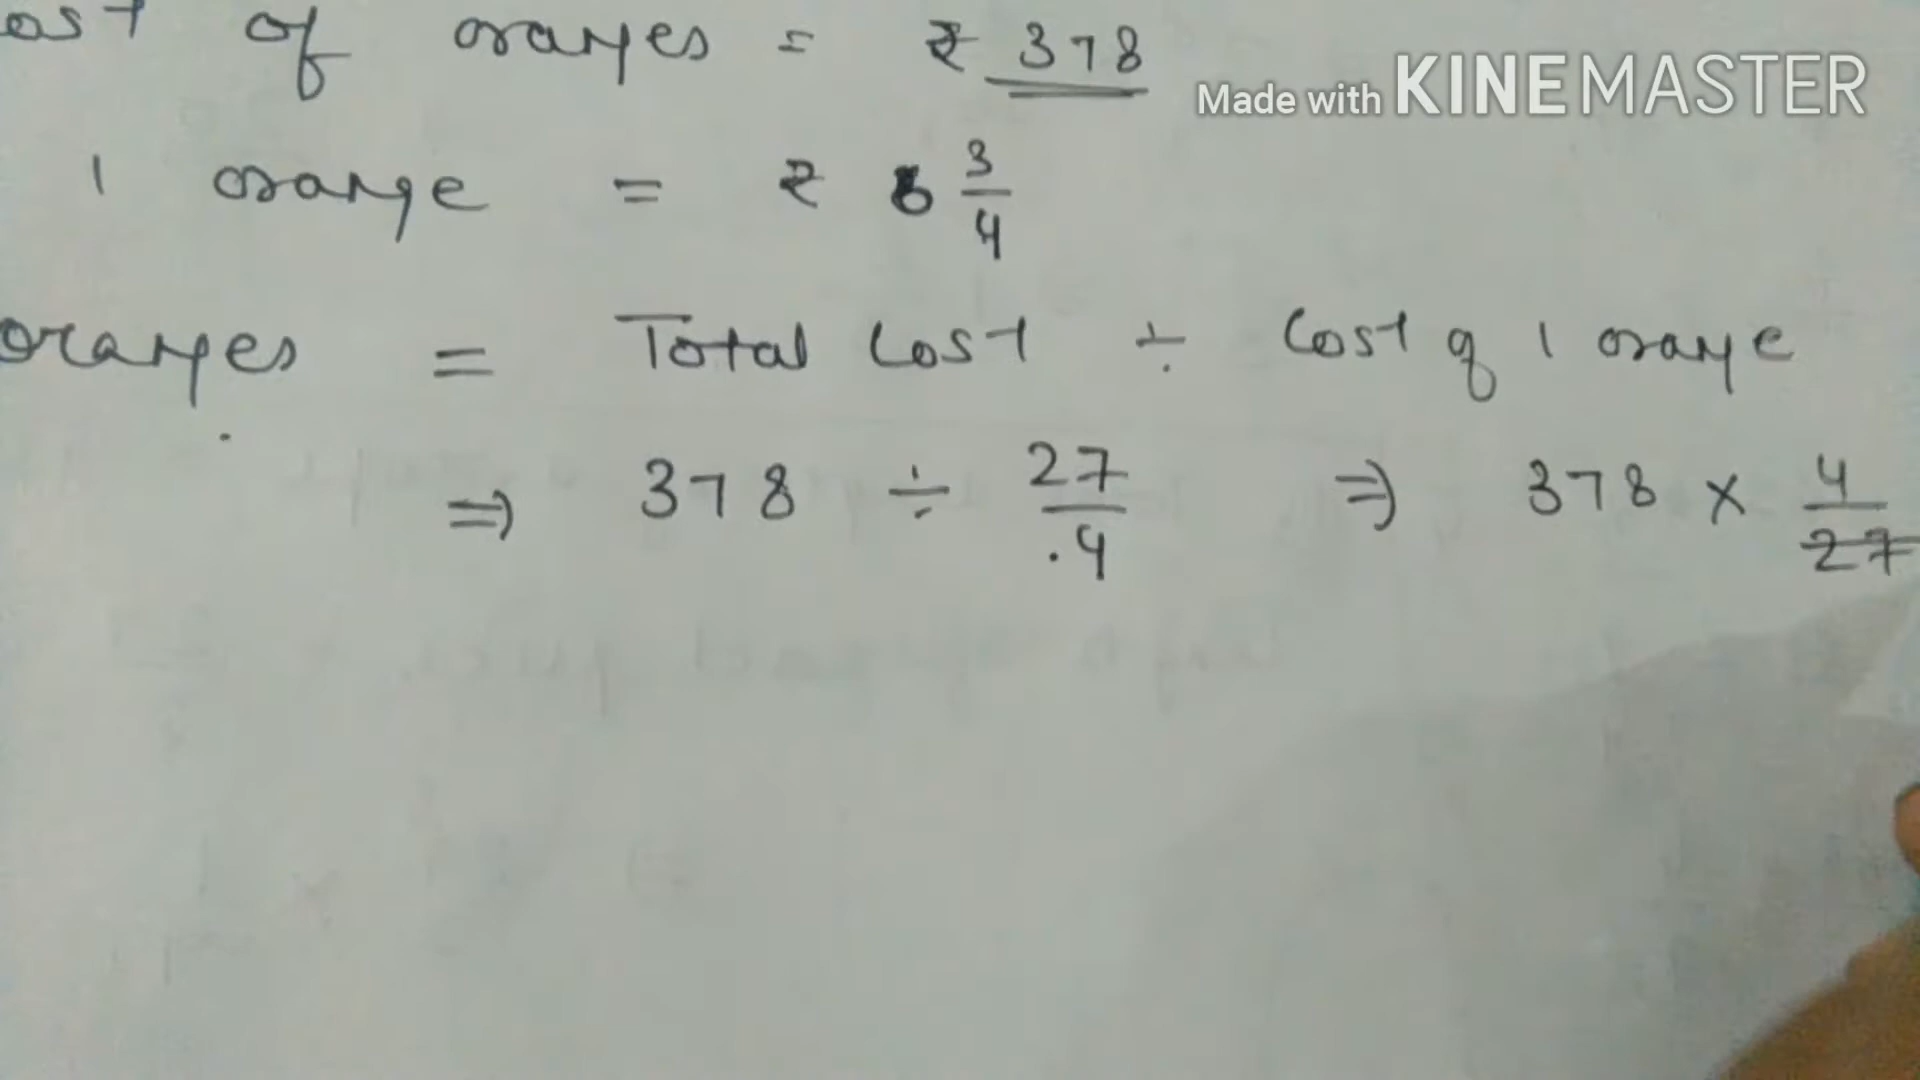 ost of oranges = ₹ 378
Made with KINEMASTER
1 orange = ₹ 6 3/4
oranges = Total Cost ÷ Cost of 1 orange
⇒ 378 ÷ 27/4 ⇒ 378 × 4/27